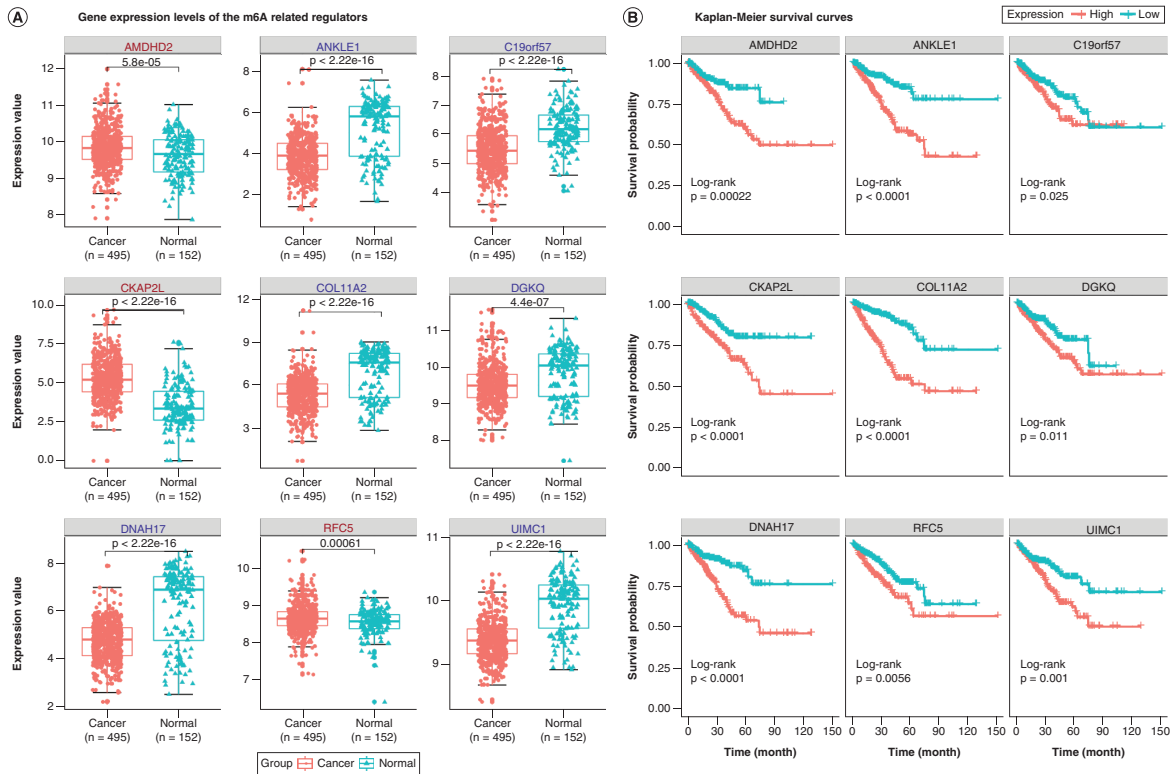 A Gene expression levels of the m6A related regulators
AMDHD2 ANKLE1 C19orf57
5.8e-05 p < 2.22e-16 p < 2.22e-16
Expression value
12 11 10 9 8
8 6 4 2
8 7 6 5 4
Cancer Normal Cancer Normal Cancer Normal
(n = 495) (n = 152) (n = 495) (n = 152) (n = 495) (n = 152)
CKAP2L COL11A2 DGKQ
p < 2.22e-16 p < 2.22e-16 4.4e-07
Expression value
10.0 7.5 5.0 2.5 0.0
12 9 6 3
11 10 9 8
Cancer Normal Cancer Normal Cancer Normal
(n = 495) (n = 152) (n = 495) (n = 152) (n = 495) (n = 152)
DNAH17 RFC5 UIMC1
p < 2.22e-16 0.00061 p < 2.22e-16
Expression value
8 6 4 2
10 9 8 7
11 10 9
Cancer Normal Cancer Normal Cancer Normal
(n = 495) (n = 152) (n = 495) (n = 152) (n = 495) (n = 152)
Group Cancer Normal
B Kaplan-Meier survival curves
Expression High Low
AMDHD2 ANKLE1 C19orf57
Survival probability
1.00 0.75 0.50 0.25 0.00
Log-rank Log-rank Log-rank
p = 0.00022 p < 0.0001 p = 0.025
CKAP2L COL11A2 DGKQ
Survival probability
1.00 0.75 0.50 0.25 0.00
Log-rank Log-rank Log-rank
p < 0.0001 p < 0.0001 p = 0.011
DNAH17 RFC5 UIMC1
Survival probability
1.00 0.75 0.50 0.25 0.00
Log-rank Log-rank Log-rank
p < 0.0001 p = 0.0056 p = 0.001
0 30 60 90 120 150 0 30 60 90 120 150 0 30 60 90 120 150
Time (month) Time (month) Time (month)